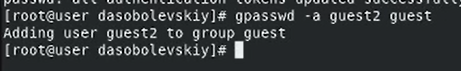 passwd: all authentication tokens updated successfully
[root@user dasobolevskiy]# gpasswd -a guest2 guest
Adding user guest2 to group guest
[root@user dasobolevskiy]#